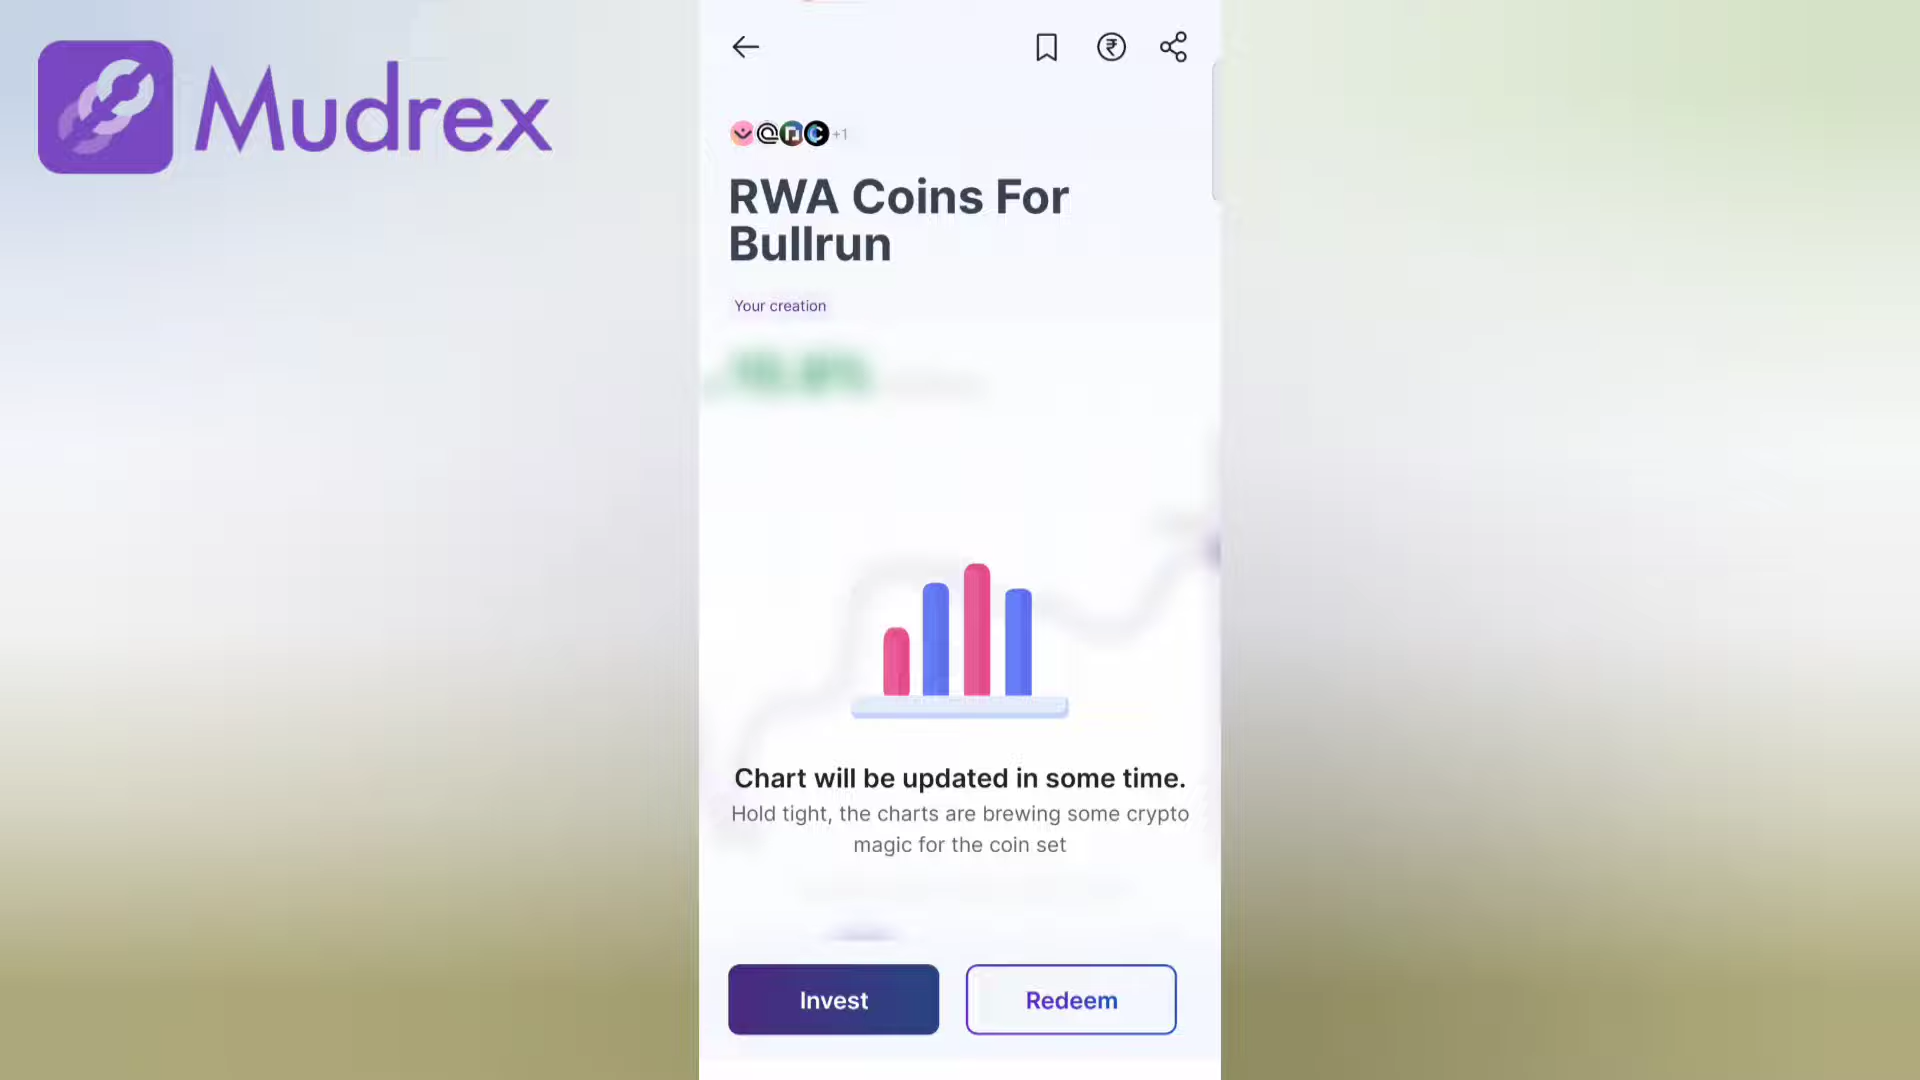 Mudrex
+1
RWA Coins For
Bullrun
Your creation
Chart will be updated in some time.
Hold tight, the charts are brewing some crypto
magic for the coin set
Invest
Redeem